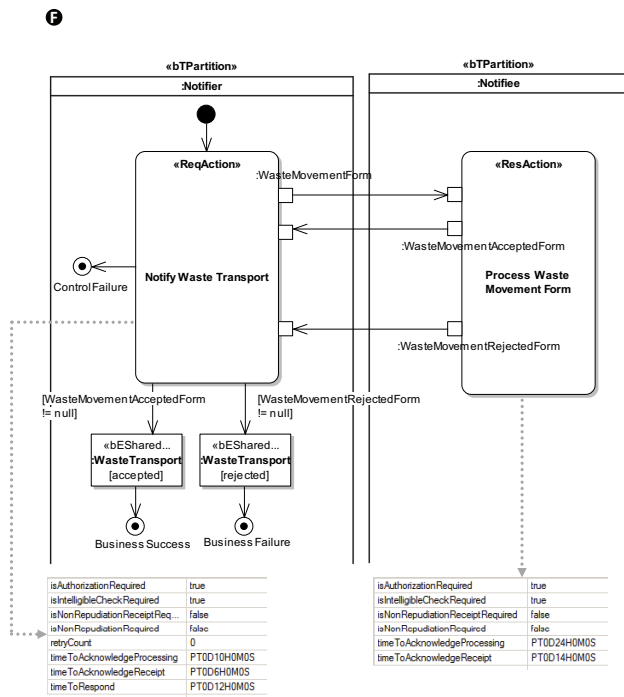 F
«bTPartition»
:Notifier
«bTPartition»
:Notifiee
«ReqAction»
:WasteMovementForm
«ResAction»
:WasteMovementAcceptedForm
Notify Waste Transport
Process Waste
Movement Form
ControlFailure
:WasteMovementRejectedForm
[WasteMovementAcceptedForm
!= null]
[WasteMovementRejectedForm
!= null]
«bEShared...
:WasteTransport
[accepted]
«bEShared...
:WasteTransport
[rejected]
Business Success
Business Failure
isAuthorizationRequired true
isIntelligibleCheckRequired true
isNonRepudiationReceiptReq... false
isNonRepudiationRequired false
retryCount 0
timeToAcknowledgeProcessing PT0D10H0M0S
timeToAcknowledgeReceipt PT0D6H0M0S
timeToRespond PT0D12H0M0S
isAuthorizationRequired true
isIntelligibleCheckRequired true
isNonRepudiationReceiptRequired false
isNonRepudiationRequired false
timeToAcknowledgeProcessing PT0D24H0M0S
timeToAcknowledgeReceipt PT0D14H0M0S